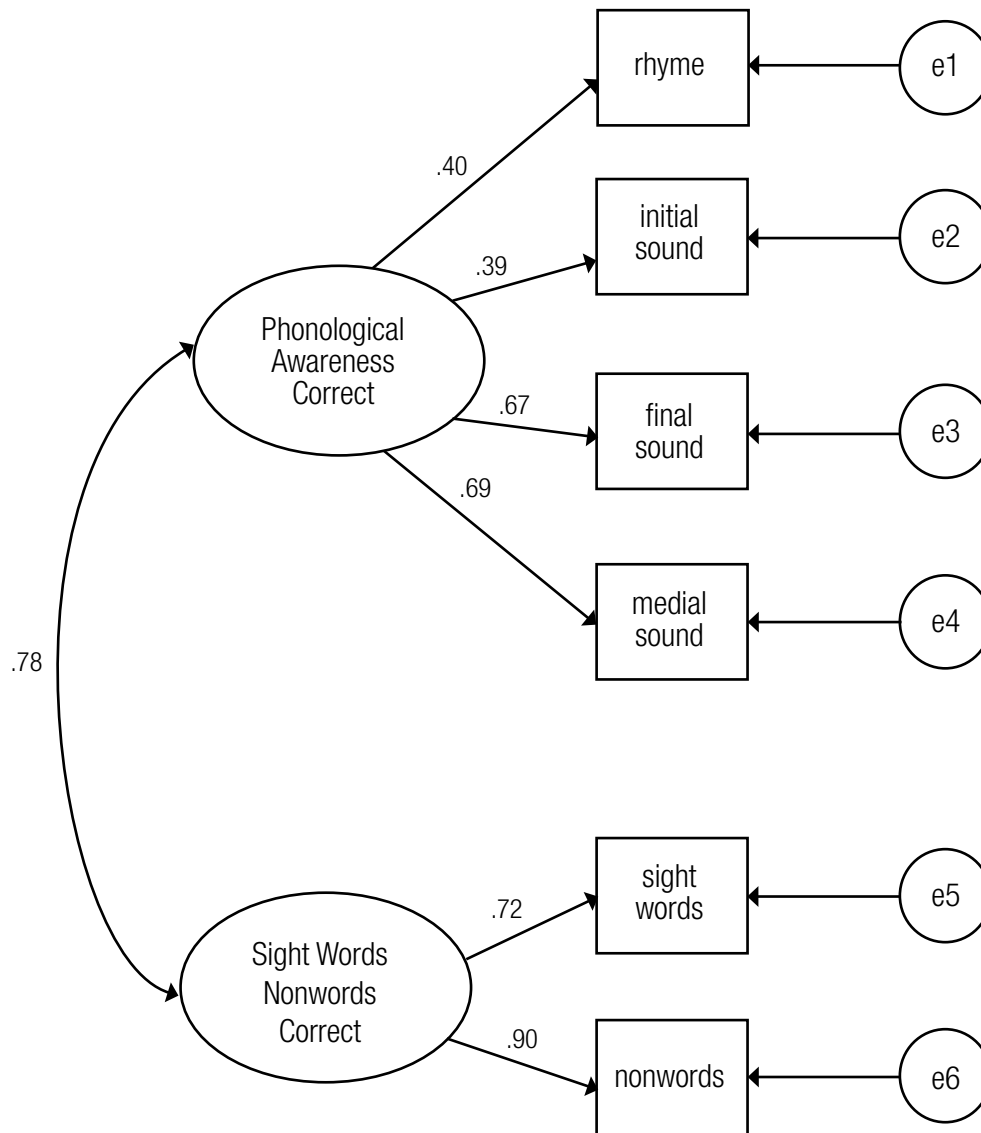 rhyme
e1
.40
initial
sound
e2
.39
Phonological
Awareness
Correct
.67
final
sound
e3
.69
medial
sound
e4
.78
sight
words
e5
.72
Sight Words
Nonwords
Correct
.90
nonwords
e6